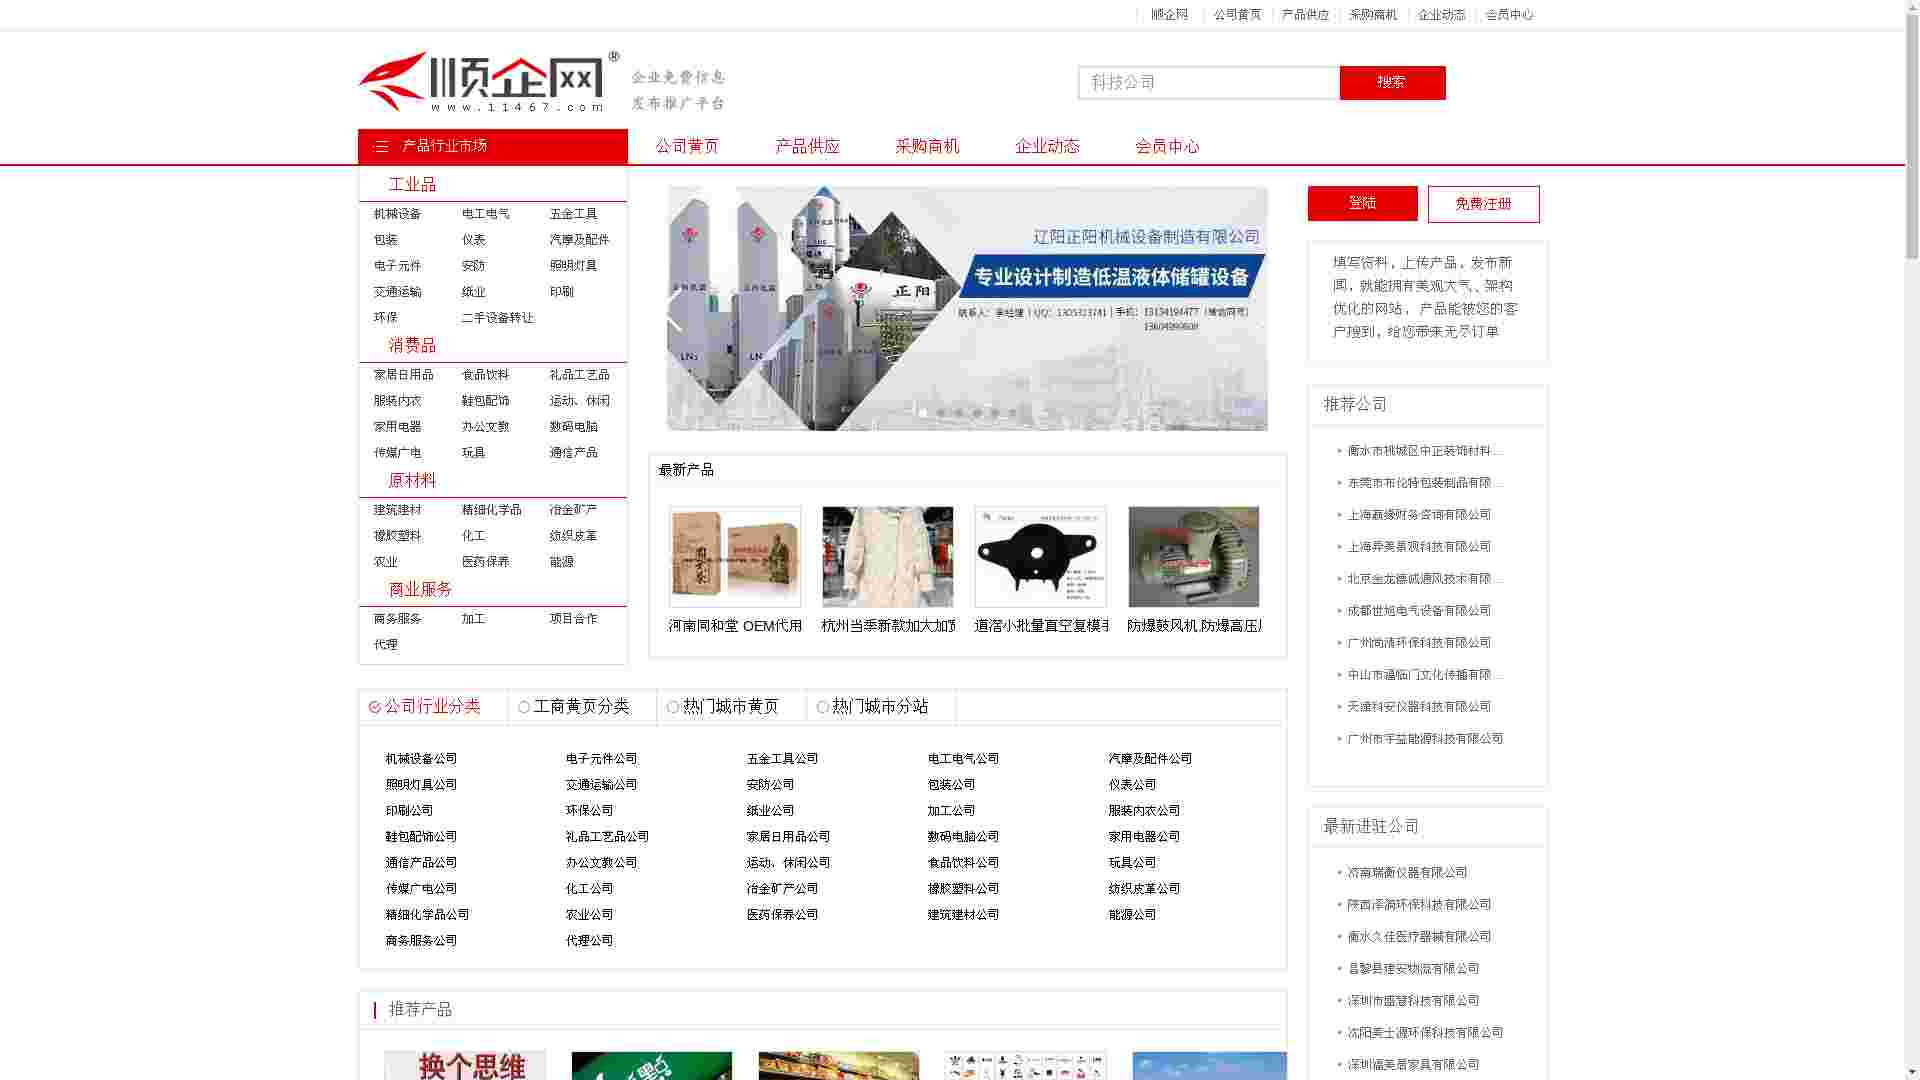 顺企网 公司黄页 产品供应 采购商机 企业动态 会员中心
顺企网®
www.11467.com
企业免费信息
发布推广平台
科技公司 搜索
产品行业市场 公司黄页 产品供应 采购商机 企业动态 会员中心
工业品
机械设备 电工电气 五金工具
包装 仪表 汽摩及配件
电子元件 安防 照明灯具
交通运输 纸业 印刷
环保 二手设备转让
消费品
家居日用品 食品饮料 礼品工艺品
服装内衣 鞋包配饰 运动、休闲
家用电器 办公文教 数码电脑
传媒广电 玩具 通信产品
原材料
建筑建材 精细化学品 冶金矿产
橡胶塑料 化工 纺织皮革
农业 医药保养 能源
商业服务
商务服务 加工 项目合作
代理
辽阳正阳机械设备制造有限公司
专业设计制造低温液体储罐设备
正阳
最新产品
河南同和堂 OEM代用
杭州当季新款加大加宽
道滘小批量真空复模手
防爆鼓风机,防爆高压
登陆 免费注册
填写资料，上传产品，发布新
闻，就能拥有美观大气、架构
优化的网站， 产品能被您的客
户搜到，给您带来无尽订单
推荐公司
衡水市桃城区中正装饰材料...
东莞市布伦特包装制品有限...
上海赢缘财务咨询有限公司
上海异美景观科技有限公司
北京金龙德诚通风技术有限...
成都世旭电气设备有限公司
广州尚清环保科技有限公司
中山市福临门文化传播有限...
天津科安仪器科技有限公司
广州市宇益能源科技有限公司
公司行业分类 工商黄页分类 热门城市黄页 热门城市分站
机械设备公司 电子元件公司 五金工具公司 电工电气公司 汽摩及配件公司
照明灯具公司 交通运输公司 安防公司 包装公司 仪表公司
印刷公司 环保公司 纸业公司 加工公司 服装内衣公司
鞋包配饰公司 礼品工艺品公司 家居日用品公司 数码电脑公司 家用电器公司
通信产品公司 办公文教公司 运动、休闲公司 食品饮料公司 玩具公司
传媒广电公司 化工公司 冶金矿产公司 橡胶塑料公司 纺织皮革公司
精细化学品公司 农业公司 医药保养公司 建筑建材公司 能源公司
商务服务公司 代理公司
最新进驻公司
济南瑞衡仪器有限公司
陕西泽漪环保科技有限公司
衡水久佳医疗器械有限公司
昌黎县建安物流有限公司
深圳市盛慧科技有限公司
沈阳美士源环保科技有限公司
深圳福美居家具有限公司
推荐产品
换个思维